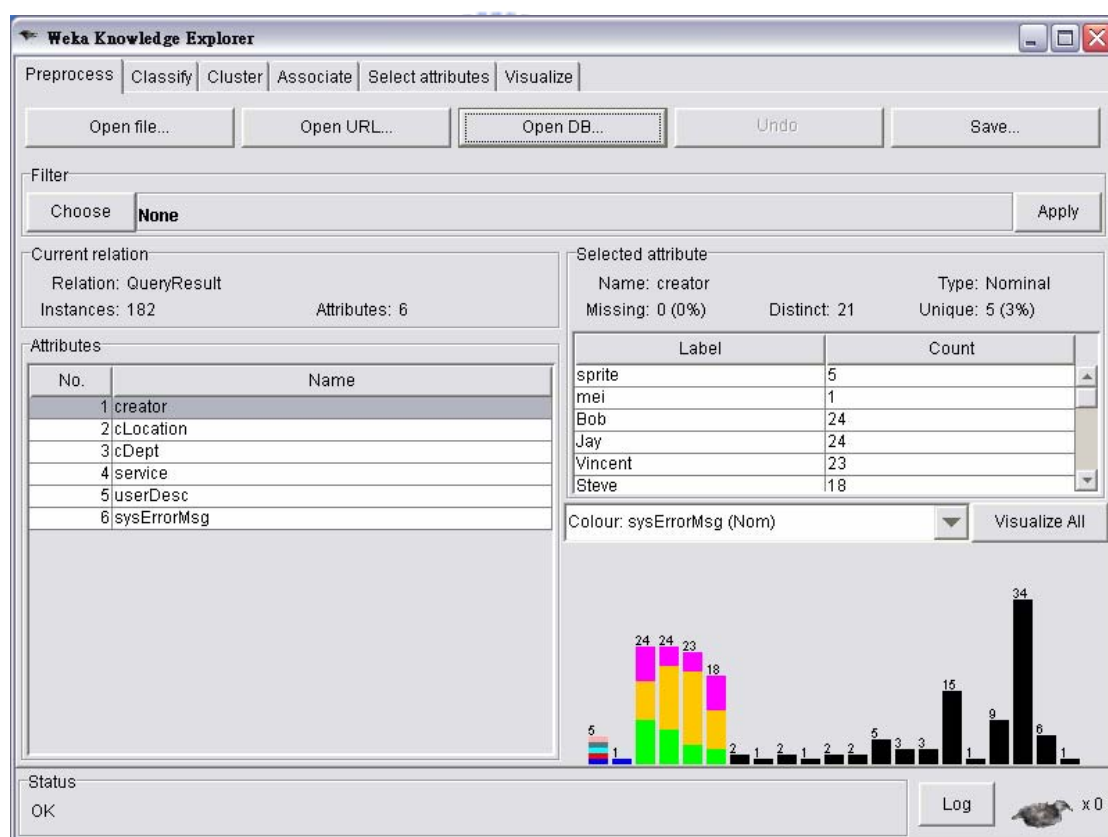 Weka Knowledge Explorer
Preprocess Classify Cluster Associate Select attributes Visualize
Open file... Open URL... Open DB... Undo Save...
Filter
Choose None Apply
Current relation
Relation: QueryResult
Instances: 182 Attributes: 6
Attributes
No. Name
1 creator
2 cLocation
3 cDept
4 service
5 userDesc
6 sysErrorMsg
Selected attribute
Name: creator Type: Nominal
Missing: 0 (0%) Distinct: 21 Unique: 5 (3%)
Label Count
sprite 5
mei 1
Bob 24
Jay 24
Vincent 23
Steve 18
Colour: sysErrorMsg (Nom) Visualize All
5 1 24 24 23 18 2 1 2 1 2 2 5 3 3 15 1 9 34 6 1
Status
OK
Log x 0